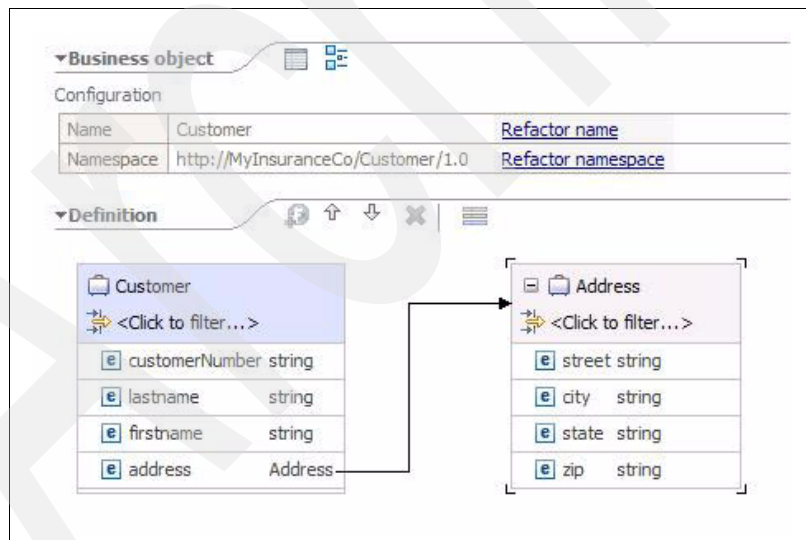 Business object
Configuration
Name Customer Refactor name
Namespace http://MyInsuranceCo/Customer/1.0 Refactor namespace
Definition
Customer
<Click to filter...>
e customerNumber string
e lastname string
e firstname string
e address Address
Address
<Click to filter...>
e street string
e city string
e state string
e zip string